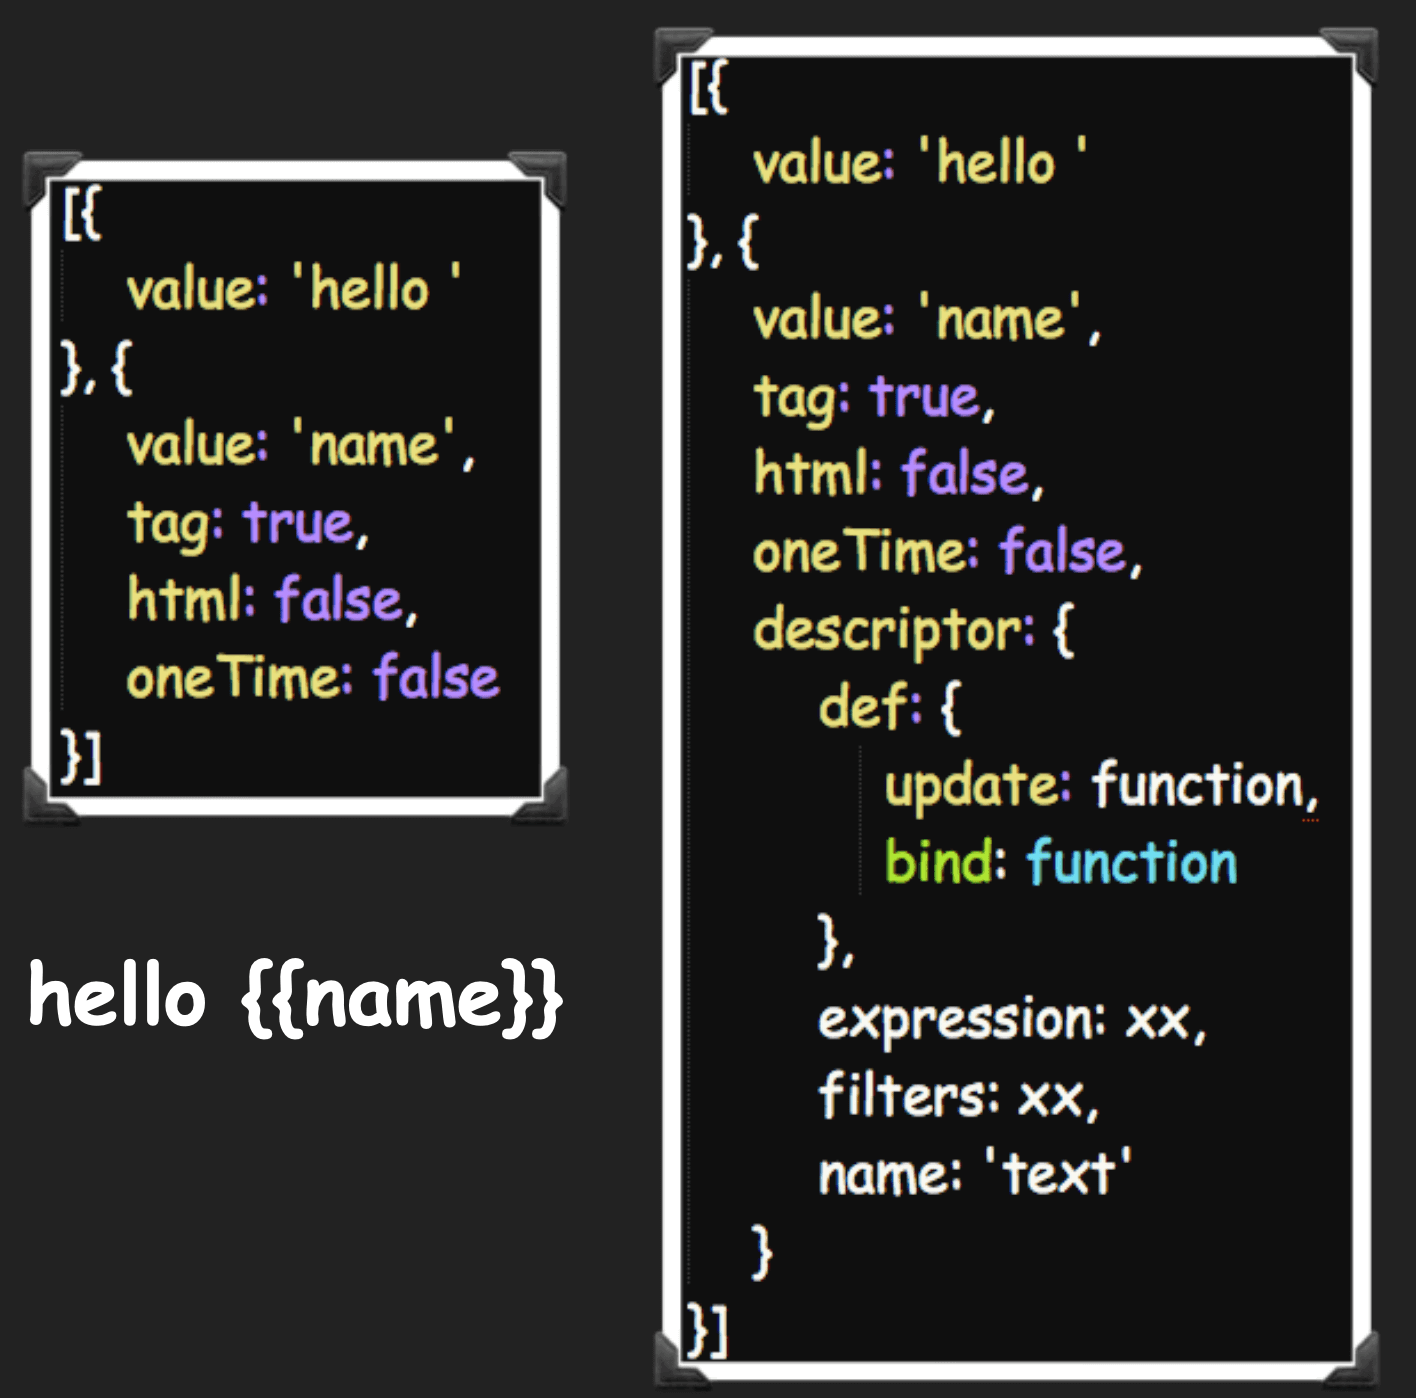 [{
value: 'hello '
}, {
value: 'name',
tag: true,
html: false,
oneTime: false
}]
hello {{name}}
[{
value: 'hello '
}, {
value: 'name',
tag: true,
html: false,
oneTime: false,
descriptor: {
def: {
update: function,
bind: function
},
expression: xx,
filters: xx,
name: 'text'
}
}]